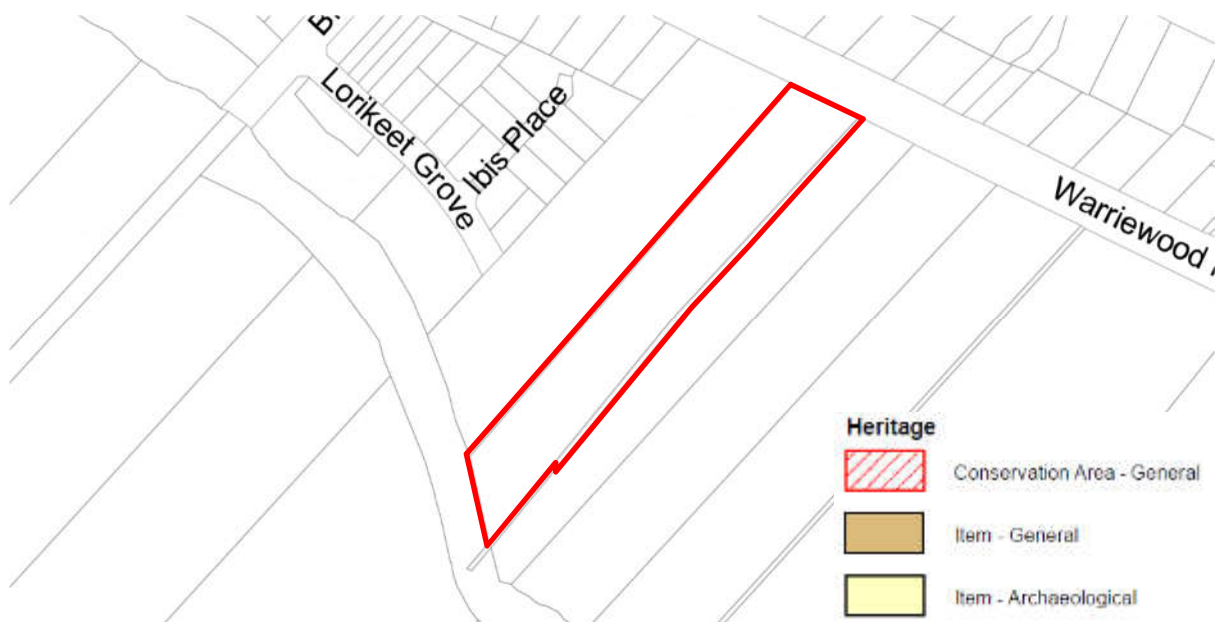 Lorikeet Grove
Ibis Place
Warriewood
Heritage
Conservation Area - General
Item - General
Item - Archaeological